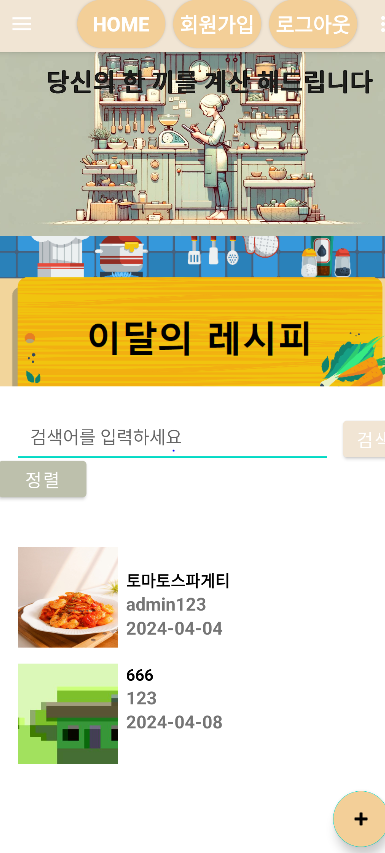 HOME 회원가입 로그아웃
당신의 한 끼를 계산 해드립니다
이달의 레시피
검색어를 입력하세요
검색
정렬
토마토스파게티
admin123
2024-04-04
666
123
2024-04-08
+